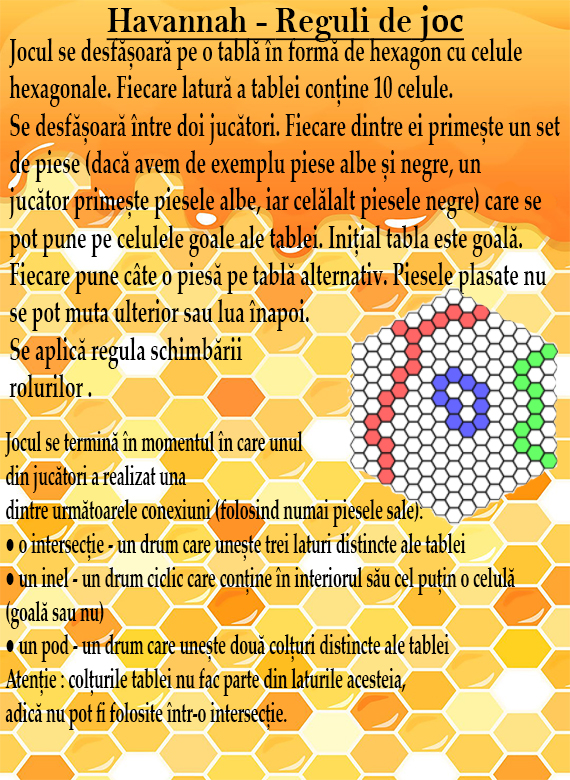 Havannah - Reguli de joc
Jocul se desfășoară pe o tablă în formă de hexagon cu celule
hexagonale. Fiecare latură a tablei conține 10 celule.
Se desfășoară între doi jucători. Fiecare dintre ei primește un set
de piese (dacă avem de exemplu piese albe și negre, un
jucător primește piesele albe, iar celălalt piesele negre) care se
pot pune pe celulele goale ale tablei. Inițial tabla este goală.
Fiecare pune câte o piesă pe tablă alternativ. Piesele plasate nu
se pot muta ulterior sau lua înapoi.
Se aplică regula schimbării
rolurilor .
Jocul se termină în momentul în care unul
din jucători a realizat una
dintre următoarele conexiuni (folosind numai piesele sale):
• o intersecție - un drum care unește trei laturi distincte ale tablei
• un inel - un drum ciclic care conține în interiorul său cel puțin o celulă
(goală sau nu)
• un pod - un drum care unește două colțuri distincte ale tablei
Atenție : colțurile tablei nu fac parte din laturile acesteia,
adică nu pot fi folosite într-o intersecție.